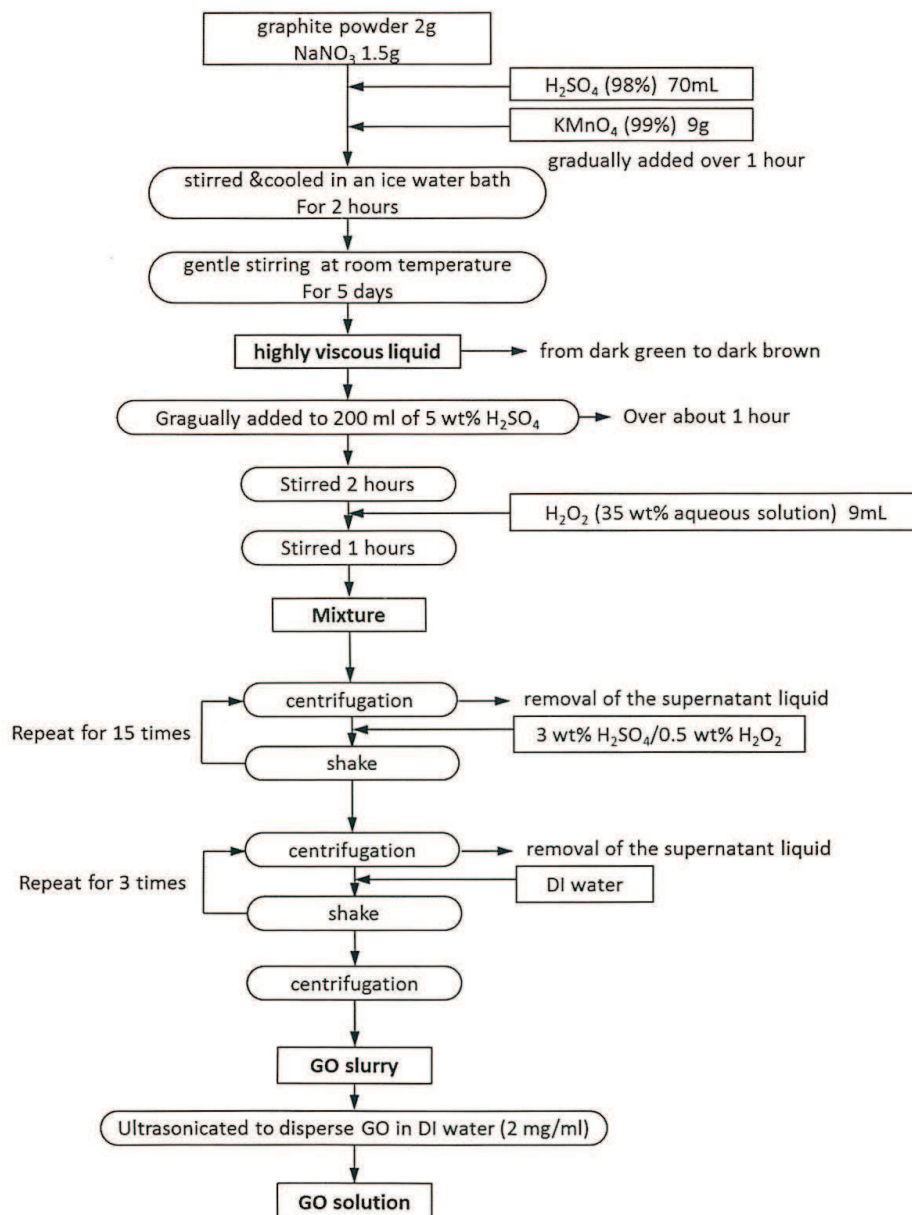 graphite powder 2g
NaNO₃ 1.5g
H₂SO₄ (98%) 70mL
KMnO₄ (99%) 9g
gradually added over 1 hour
stirred &cooled in an ice water bath
For 2 hours
gentle stirring at room temperature
For 5 days
highly viscous liquid
from dark green to dark brown
Gragually added to 200 ml of 5 wt% H₂SO₄
Over about 1 hour
Stirred 2 hours
H₂O₂ (35 wt% aqueous solution) 9mL
Stirred 1 hours
Mixture
centrifugation
removal of the supernatant liquid
Repeat for 15 times
3 wt% H₂SO₄/0.5 wt% H₂O₂
shake
centrifugation
removal of the supernatant liquid
Repeat for 3 times
DI water
shake
centrifugation
GO slurry
Ultrasonicated to disperse GO in DI water (2 mg/ml)
GO solution